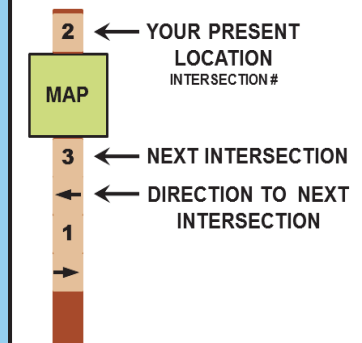 2
YOUR PRESENT
LOCATION
INTERSECTION #
MAP
3
NEXT INTERSECTION
DIRECTION TO NEXT
INTERSECTION
1